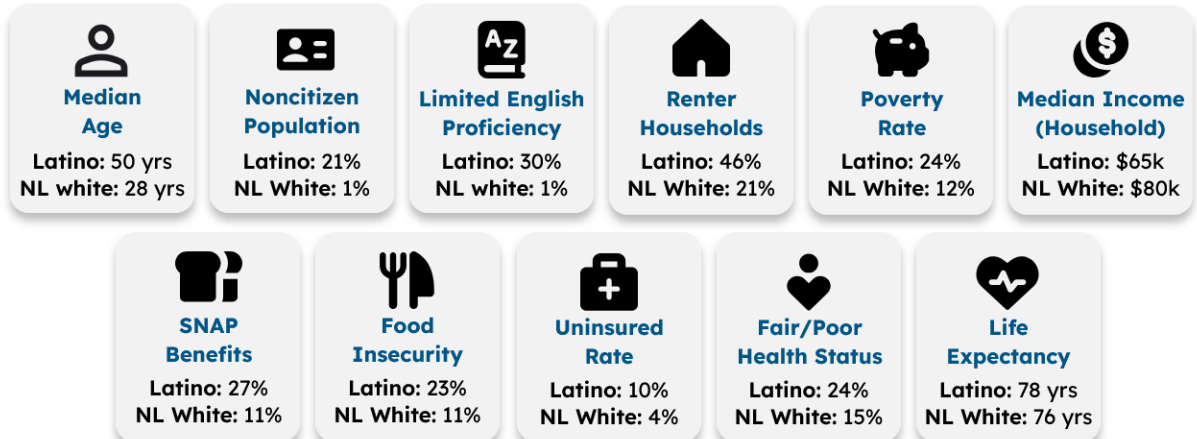 Median
Age
Latino: 50 yrs
NL white: 28 yrs
Noncitizen
Population
Latino: 21%
NL White: 1%
A Z
Limited English
Proficiency
Latino: 30%
NL white: 1%
Renter
Households
Latino: 46%
NL White: 21%
Poverty
Rate
Latino: 24%
NL White: 12%
$
Median Income
(Household)
Latino: $65k
NL White: $80k
SNAP
Benefits
Latino: 27%
NL White: 11%
Food
Insecurity
Latino: 23%
NL White: 11%
Uninsured
Rate
Latino: 10%
NL White: 4%
Fair/Poor
Health Status
Latino: 24%
NL White: 15%
Life
Expectancy
Latino: 78 yrs
NL White: 76 yrs